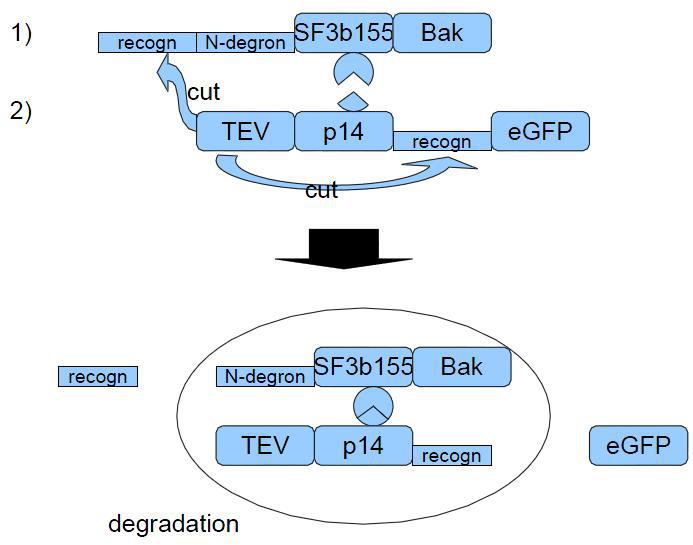 1)
recogn N-degron SF3b155 Bak
cut
2)
TEV p14 recogn eGFP
cut
recogn N-degron SF3b155 Bak
TEV p14 recogn eGFP
degradation